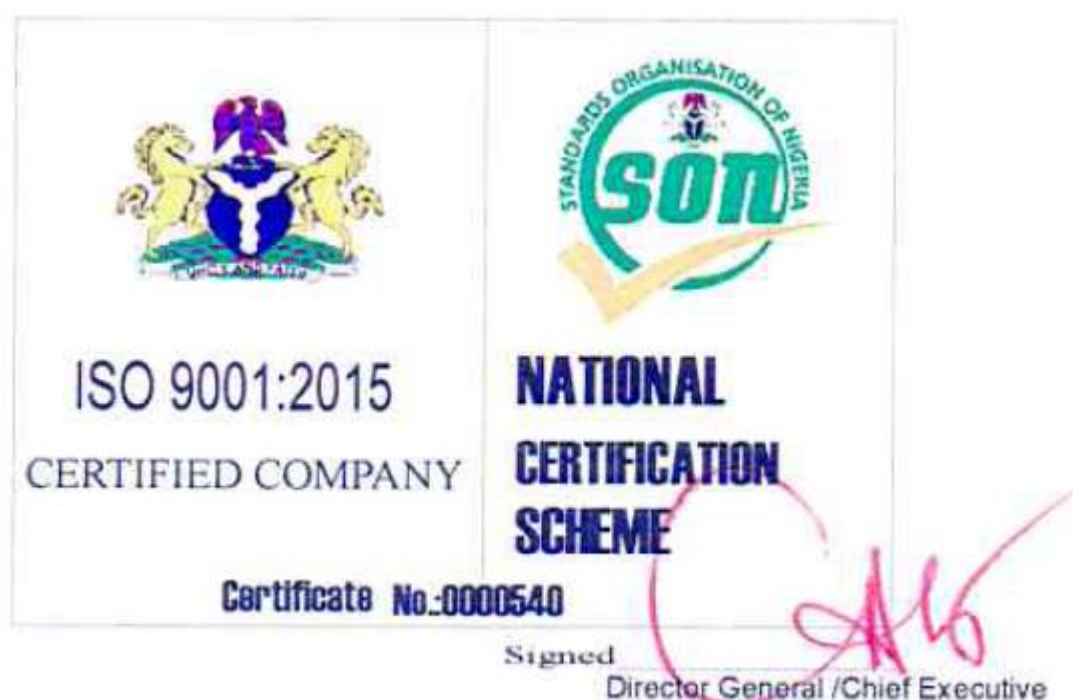 STANDARDS ORGANISATION OF NIGERIA
SON
ISO 9001:2015
CERTIFIED COMPANY
NATIONAL
CERTIFICATION
SCHEME
Certificate No.:0000540
Signed
Director General /Chief Executive